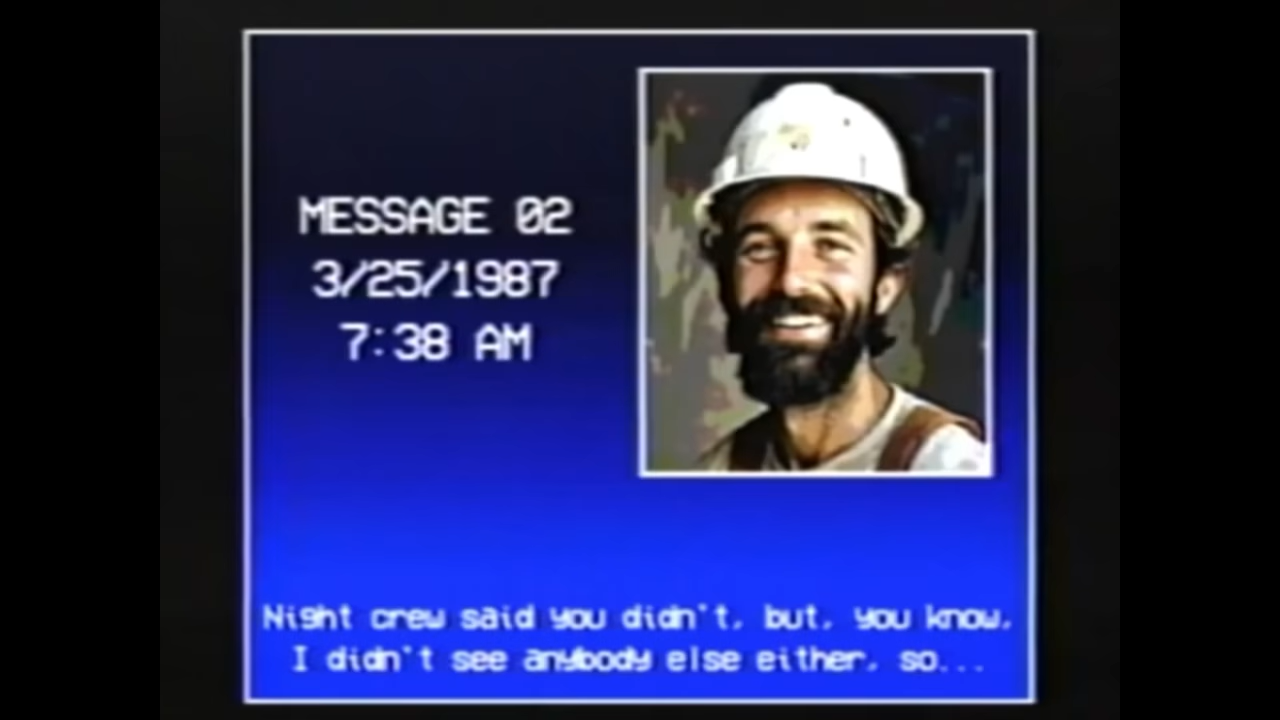 MESSAGE 02
3/25/1987
7:38 AM
Night crew said you didn't, but, you know,
I didn't see anybody else either, so...